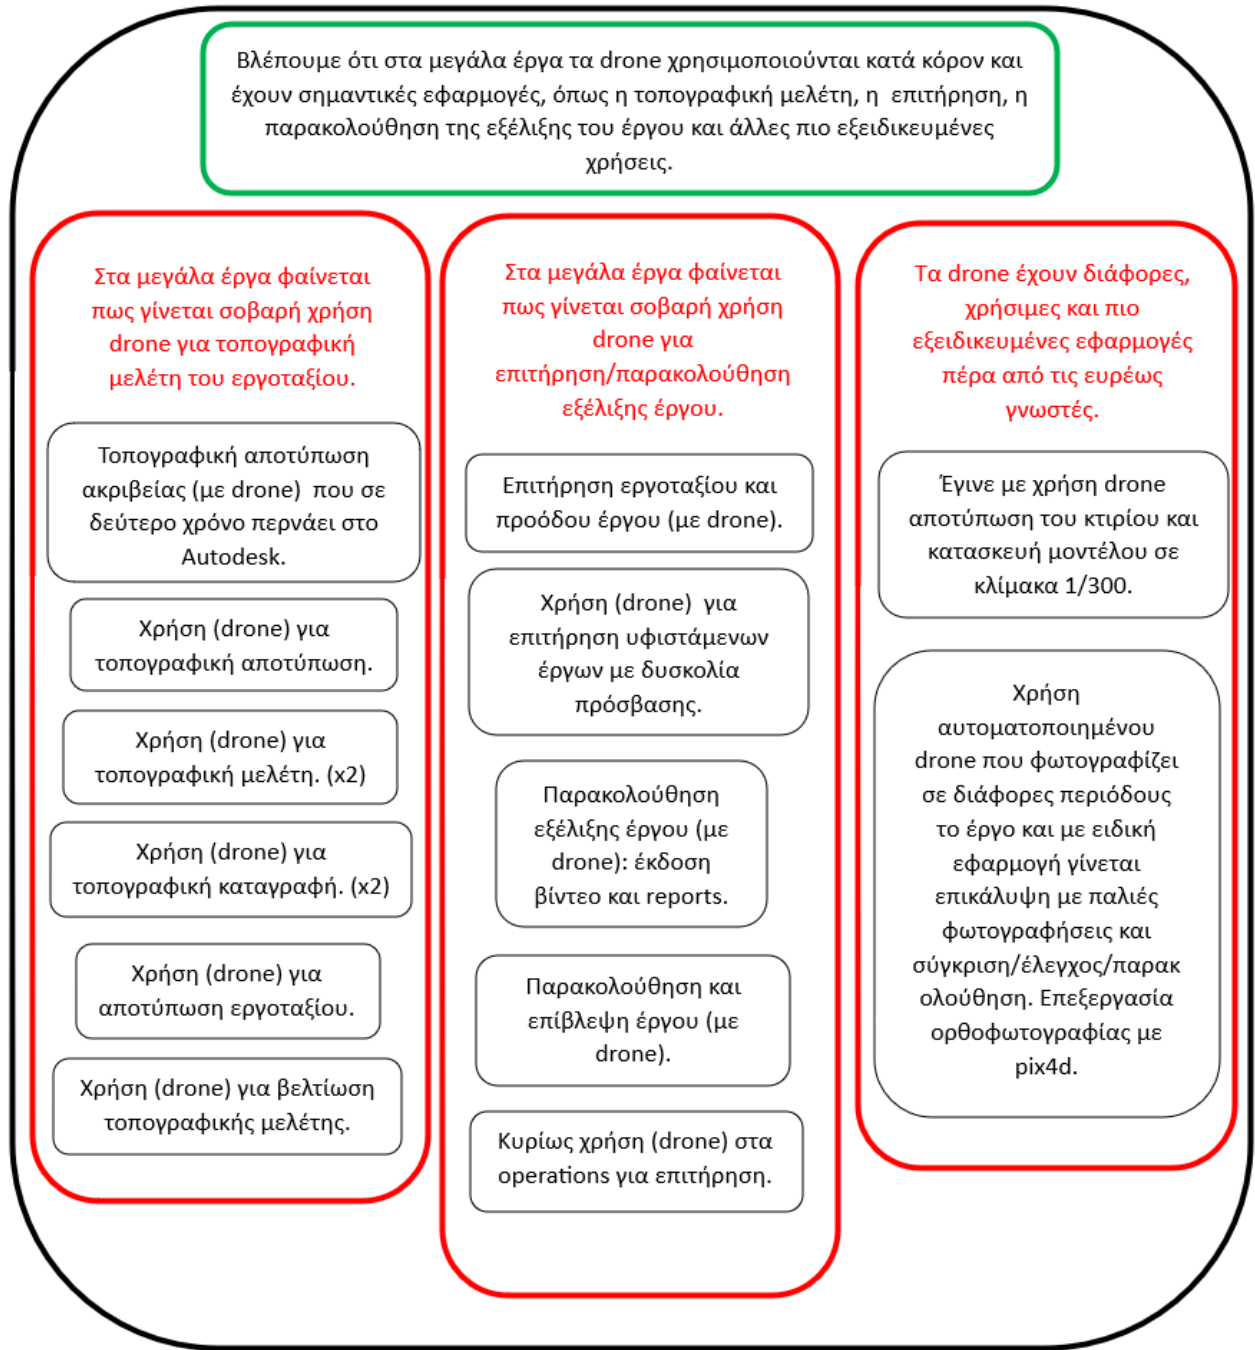 Βλέπουμε ότι στα μεγάλα έργα τα drone χρησιμοποιούνται κατά κόρον και
έχουν σημαντικές εφαρμογές, όπως η τοπογραφική μελέτη, η επιτήρηση, η
παρακολούθηση της εξέλιξης του έργου και άλλες πιο εξειδικευμένες
χρήσεις.
Στα μεγάλα έργα φαίνεται
πως γίνεται σοβαρή χρήση
drone για τοπογραφική
μελέτη του εργοταξίου.
Τοπογραφική αποτύπωση
ακριβείας (με drone) που σε
δεύτερο χρόνο περνάει στο
Autodesk.
Χρήση (drone) για
τοπογραφική αποτύπωση.
Χρήση (drone) για
τοπογραφική μελέτη. (x2)
Χρήση (drone) για
τοπογραφική καταγραφή. (x2)
Χρήση (drone) για
αποτύπωση εργοταξίου.
Χρήση (drone) για βελτίωση
τοπογραφικής μελέτης.
Στα μεγάλα έργα φαίνεται
πως γίνεται σοβαρή χρήση
drone για
επιτήρηση/παρακολούθηση
εξέλιξης έργου.
Επιτήρηση εργοταξίου και
προόδου έργου (με drone).
Χρήση (drone) για
επιτήρηση υφιστάμενων
έργων με δυσκολία
πρόσβασης.
Παρακολούθηση
εξέλιξης έργου (με
drone): έκδοση
βίντεο και reports.
Παρακολούθηση και
επίβλεψη έργου (με
drone).
Κυρίως χρήση (drone) στα
operations για επιτήρηση.
Τα drone έχουν διάφορες,
χρήσιμες και πιο
εξειδικευμένες εφαρμογές
πέρα από τις ευρέως
γνωστές.
Έγινε με χρήση drone
αποτύπωση του κτιρίου και
κατασκευή μοντέλου σε
κλίμακα 1/300.
Χρήση
αυτοματοποιημένου
drone που φωτογραφίζει
σε διάφορες περιόδους
το έργο και με ειδική
εφαρμογή γίνεται
επικάλυψη με παλιές
φωτογραφήσεις και
σύγκριση/έλεγχος/παρακ
ολούθηση. Επεξεργασία
ορθοφωτογραφίας με
pix4d.